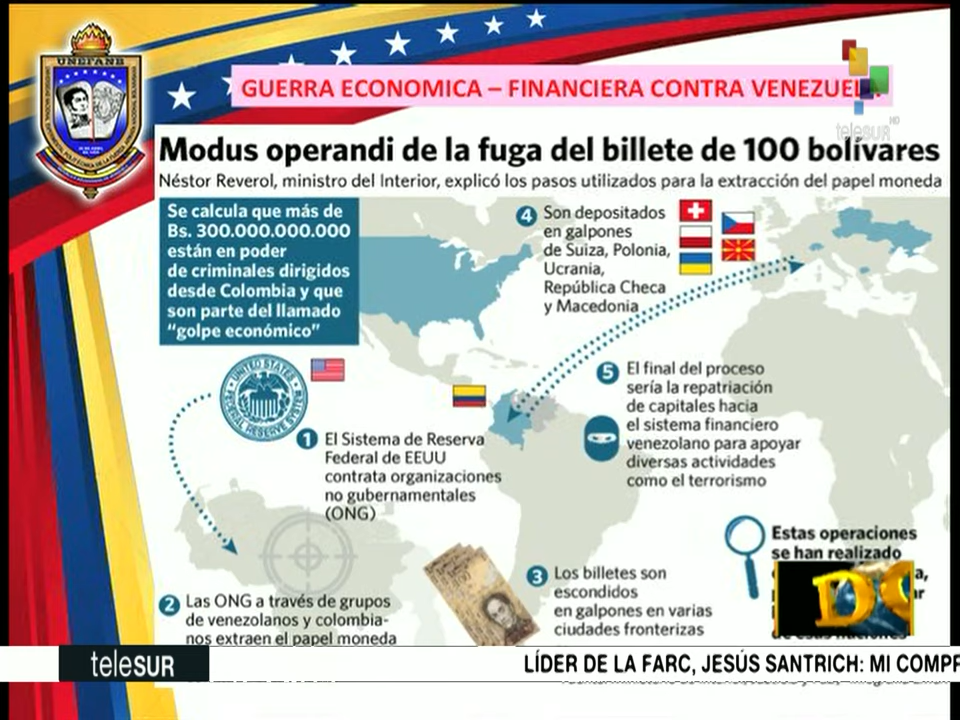 UNEFANB
GUERRA ECONOMICA – FINANCIERA CONTRA
teleSUR HD
Modus operandi de la fuga del billete de 100 bolívares
Néstor Reverol, ministro del Interior, explicó los pasos utilizados para la extracción del papel moneda
Se calcula que más de
Bs. 300.000.000.000
están en poder
de criminales dirigidos
desde Colombia y que
son parte del llamado
“golpe económico”
4 Son depositados
en galpones
de Suiza, Polonia,
Ucrania,
República Checa
y Macedonia
UNITED STATES
FEDERAL RESERVE SYSTEM
1 El Sistema de Reserva
Federal de EEUU
contrata organizaciones
no gubernamentales
(ONG)
5 El final del proceso
sería la repatriación
de capitales hacia
el sistema financiero
venezolano para apoyar
diversas actividades
como el terrorismo
2 Las ONG a través de grupos
de venezolanos y colombia-
nos extraen el papel moneda
3 Los billetes son
escondidos
en galpones en varias
ciudades fronterizas
Estas operaciones
se han realizado
teleSUR
LÍDER DE LA FARC, JESÚS SANTRICH: MI COMPR